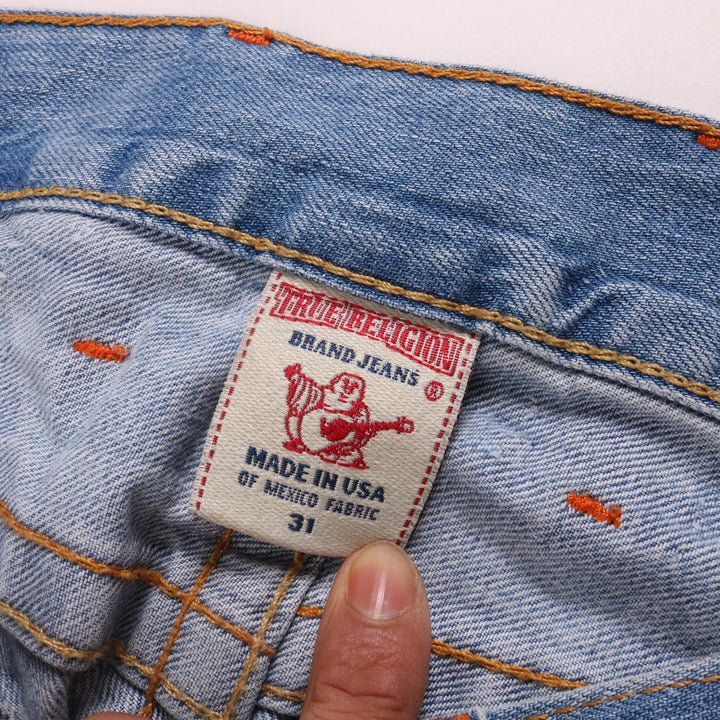 TRUE RELIGION
BRAND JEANS
®
MADE IN USA
OF MEXICO FABRIC
31